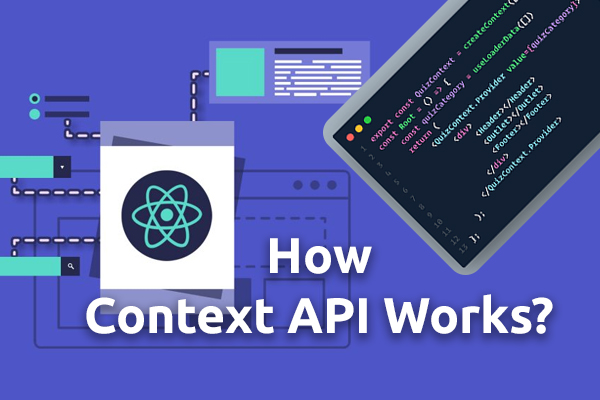 export const QuizContext = createContext(
const Root = () => {
const quizCategory = useLoaderData([])
return (
<QuizContext.Provider value={quizCategory}>
<div>
<Header></Header>
<Outlet></Outlet>
<Footer></Footer>
</div>
</QuizContext.Provider>
);
};
How
Context API Works?